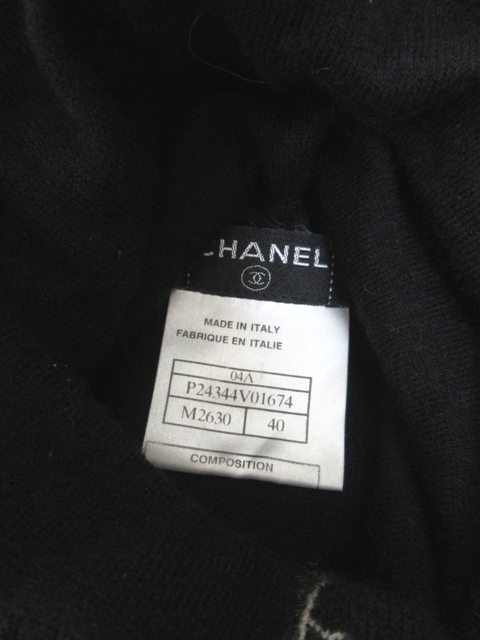 CHANEL
MADE IN ITALY
FABRIQUE EN ITALIE
04A
P24344V01674
M2630 40
COMPOSITION